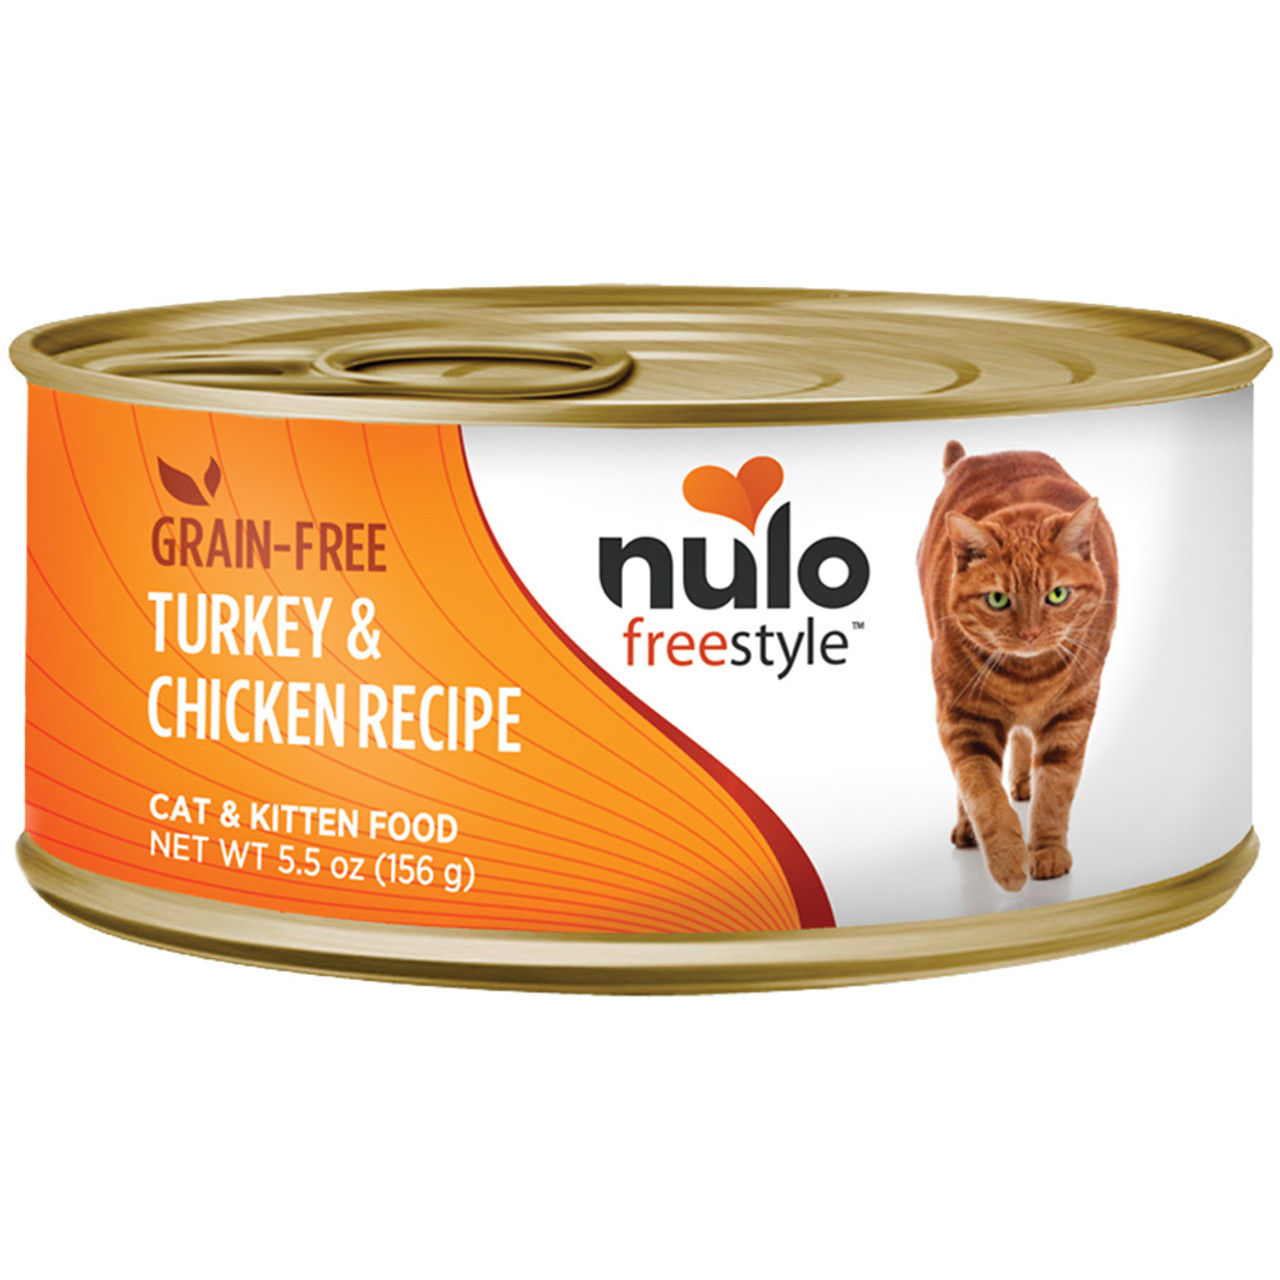 GRAIN-FREE
TURKEY &
CHICKEN RECIPE
CAT & KITTEN FOOD
NET WT 5.5 oz (156 g)
nulo
freestyle™